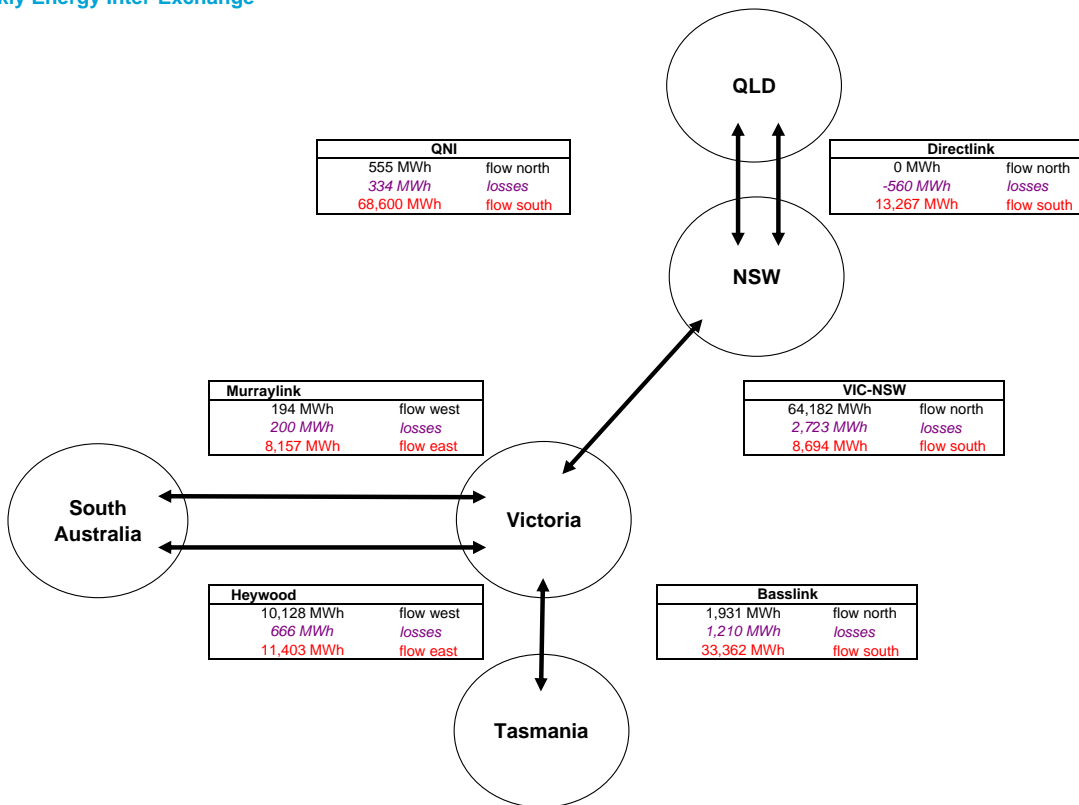 Energy Inter-Exchange
QLD
QNI
555 MWh flow north
334 MWh losses
68,600 MWh flow south
Directlink
0 MWh flow north
-560 MWh losses
13,267 MWh flow south
NSW
Murraylink
194 MWh flow west
200 MWh losses
8,157 MWh flow east
VIC-NSW
64,182 MWh flow north
2,723 MWh losses
8,694 MWh flow south
South
Australia
Victoria
Heywood
10,128 MWh flow west
666 MWh losses
11,403 MWh flow east
Basslink
1,931 MWh flow north
1,210 MWh losses
33,362 MWh flow south
Tasmania